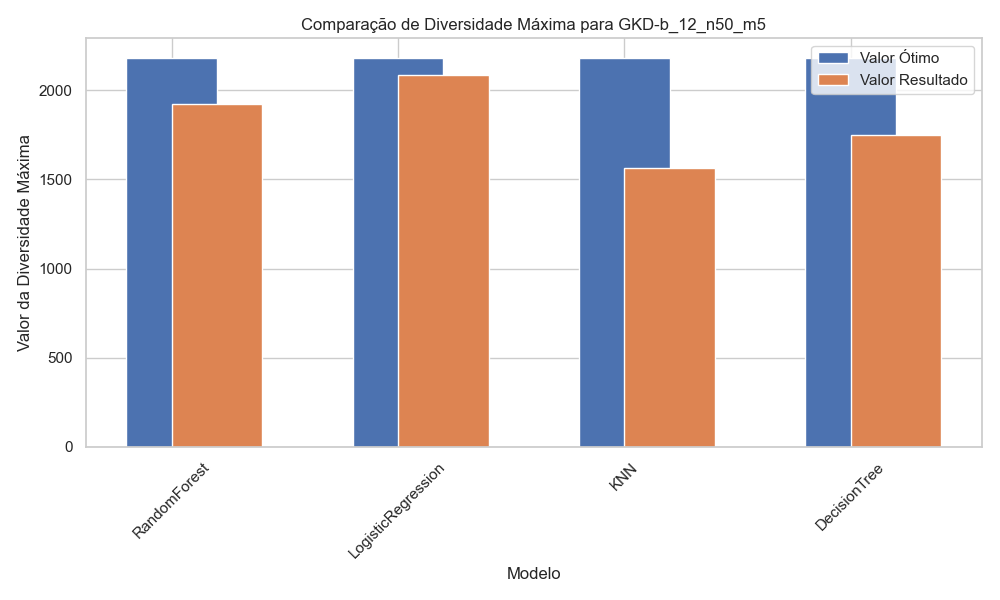 Comparação de Diversidade Máxima para GKD-b_12_n50_m5
Valor Ótimo
Valor Resultado
Valor da Diversidade Máxima
2000
1500
1000
500
0
RandomForest
LogisticRegression
KNN
DecisionTree
Modelo